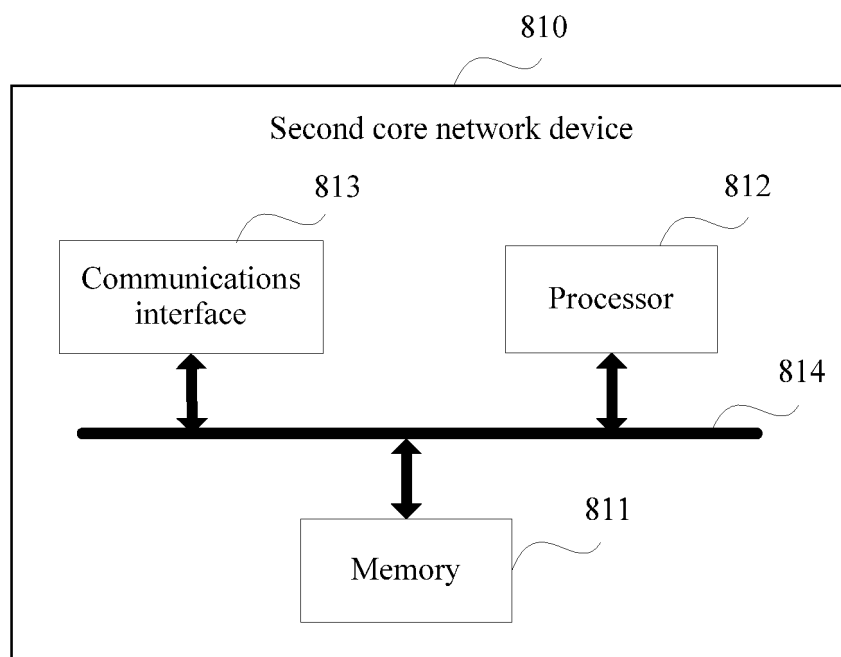 810
Second core network device
813
812
Communications
interface
Processor
814
811
Memory